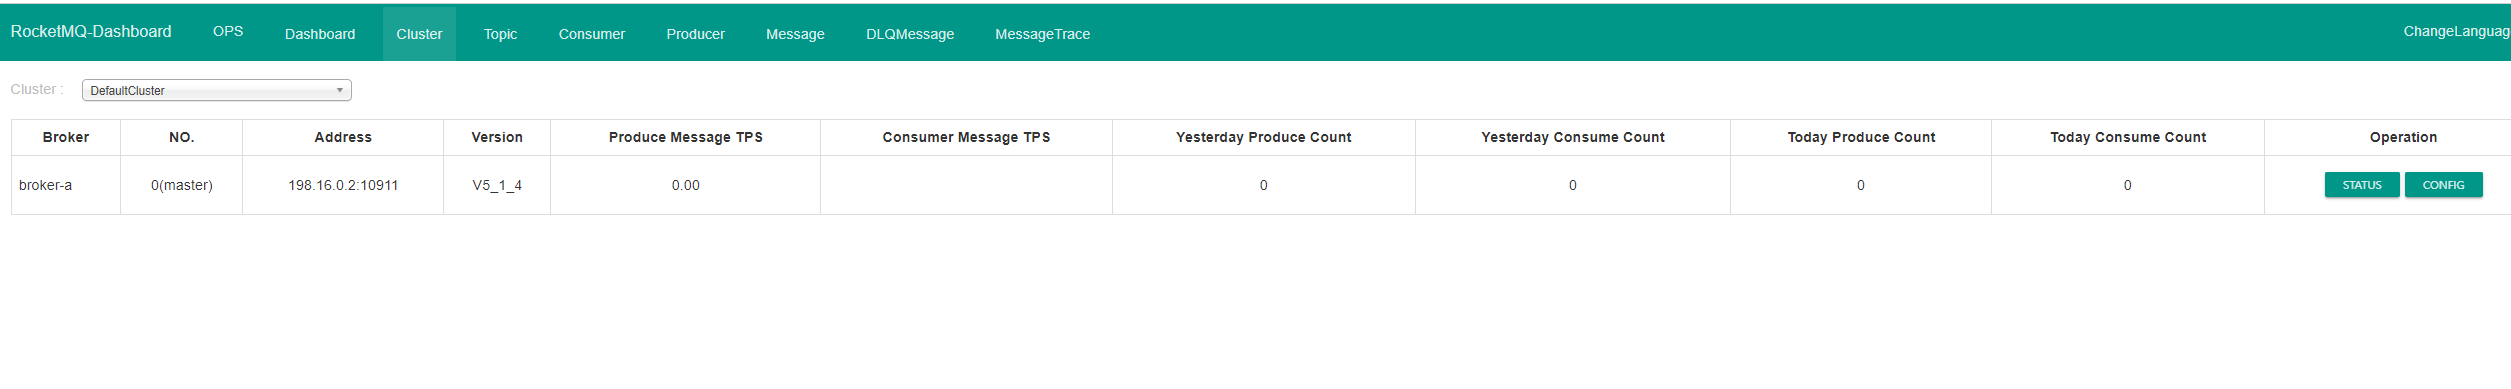 RocketMQ-Dashboard OPS Dashboard Cluster Topic Consumer Producer Message DLQMessage MessageTrace ChangeLanguag
Cluster : DefaultCluster
Broker NO. Address Version Produce Message TPS Consumer Message TPS Yesterday Produce Count Yesterday Consume Count Today Produce Count Today Consume Count Operation
broker-a 0(master) 198.16.0.2:10911 V5_1_4 0.00 0 0 0 0 STATUS CONFIG